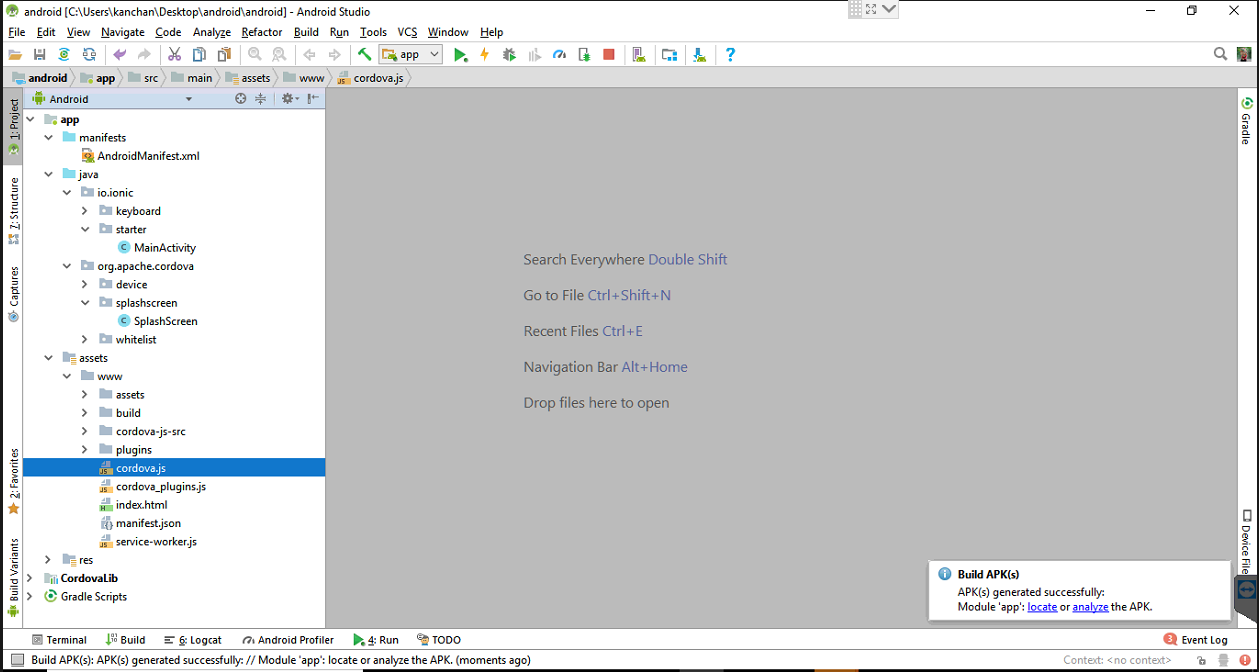 android [C:\Users\kanchan\Desktop\android\android] - Android Studio
File Edit View Navigate Code Analyze Refactor Build Run Tools VCS Window Help
app
android app src main assets www cordova.js
Android
1: Project
7: Structure
Captures
2: Favorites
Build Variants
app
manifests
AndroidManifest.xml
java
io.ionic
keyboard
starter
MainActivity
org.apache.cordova
device
splashscreen
SplashScreen
whitelist
assets
www
assets
build
cordova-js-src
plugins
cordova.js
cordova_plugins.js
index.html
manifest.json
service-worker.js
res
CordovaLib
Gradle Scripts
Search Everywhere Double Shift
Go to File Ctrl+Shift+N
Recent Files Ctrl+E
Navigation Bar Alt+Home
Drop files here to open
Gradle
Device File
Build APK(s)
APK(s) generated successfully:
Module 'app': locate or analyze the APK.
Terminal Build 6: Logcat Android Profiler 4: Run TODO 3 Event Log
Build APK(s): APK(s) generated successfully: // Module 'app': locate or analyze the APK. (moments ago) Context: <no context>